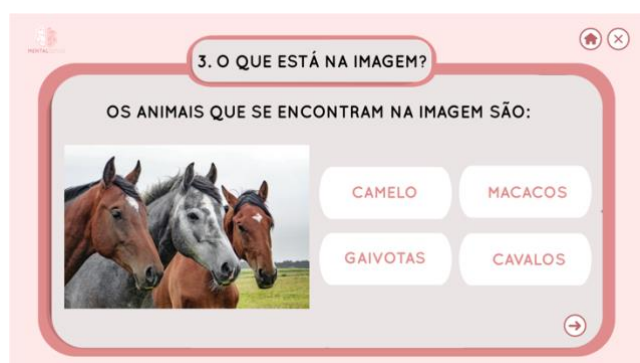 3. O QUE ESTÁ NA IMAGEM?
OS ANIMAIS QUE SE ENCONTRAM NA IMAGEM SÃO:
CAMELO
MACACOS
GAIVOTAS
CAVALOS